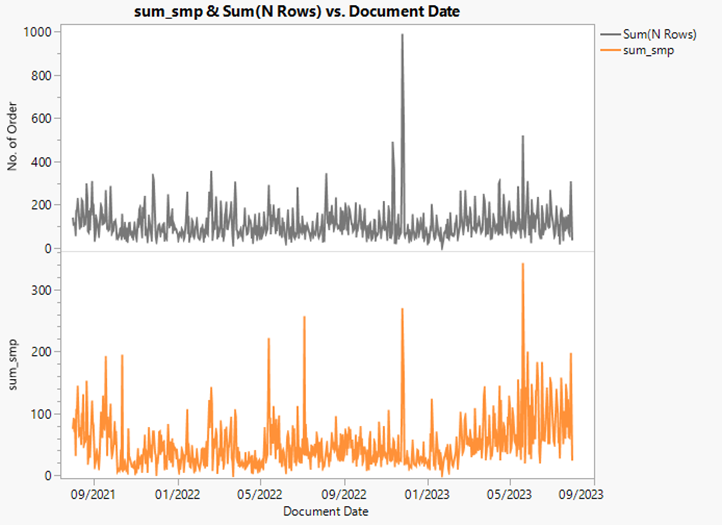 sum_smp & Sum(N Rows) vs. Document Date
1000
800
600
400
200
0
No. of Order
Sum(N Rows)
sum_smp
300
200
100
0
sum_smp
09/2021 01/2022 05/2022 09/2022 01/2023 05/2023 09/2023
Document Date